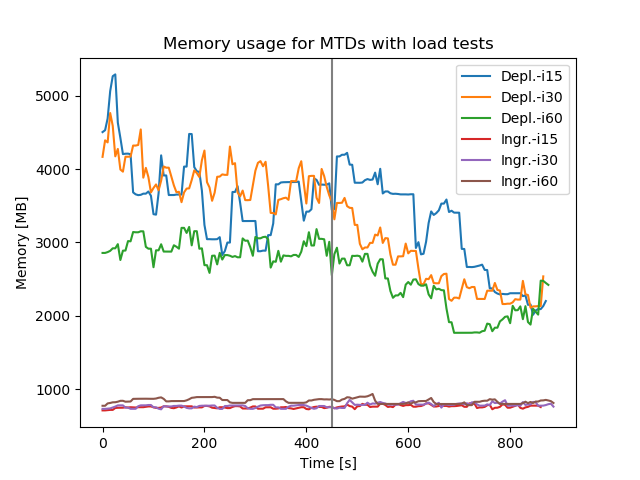 Memory usage for MTDs with load tests
Depl.-i15
Depl.-i30
Depl.-i60
Ingr.-i15
Ingr.-i30
Ingr.-i60
Memory [MB]
5000
4000
3000
2000
1000
0
200
400
600
800
Time [s]